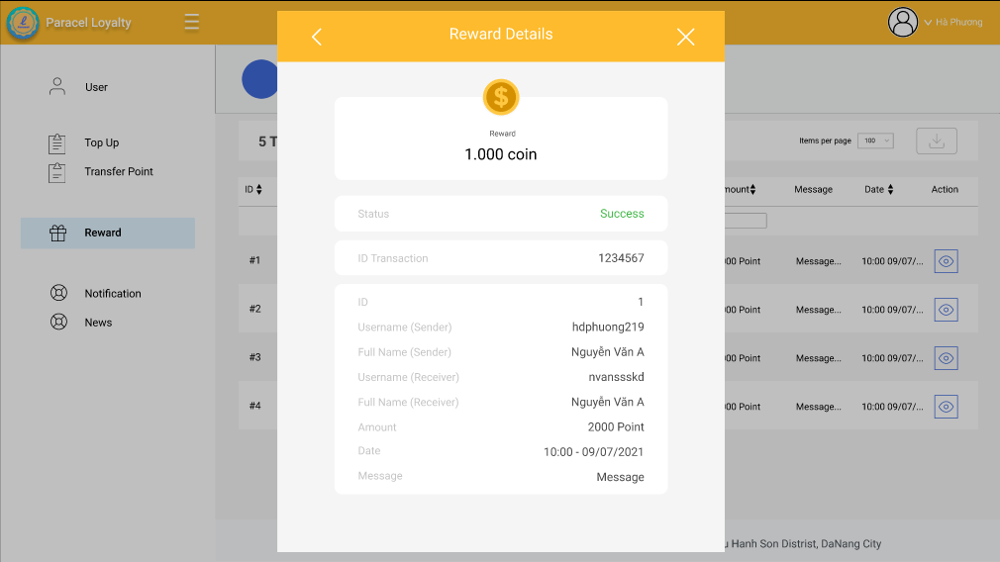 Paracel Loyalty
Reward Details
Hà Phương
User
Top Up
Transfer Point
Reward
Notification
News
$
Reward
1.000 coin
Status Success
ID Transaction 1234567
ID 1
Username (Sender) hdphuong219
Full Name (Sender) Nguyễn Văn A
Username (Receiver) nvanssskd
Full Name (Receiver) Nguyễn Văn A
Amount 2000 Point
Date 10:00 - 09/07/2021
Message Message
5 T
Items per page 100
ID mount Message Date Action
#1 00 Point Message... 10:00 09/07/...
#2 00 Point Message... 10:00 09/07/...
#3 00 Point Message... 10:00 09/07/...
#4 00 Point Message... 10:00 09/07/...
u Hanh Son Distrist, DaNang City